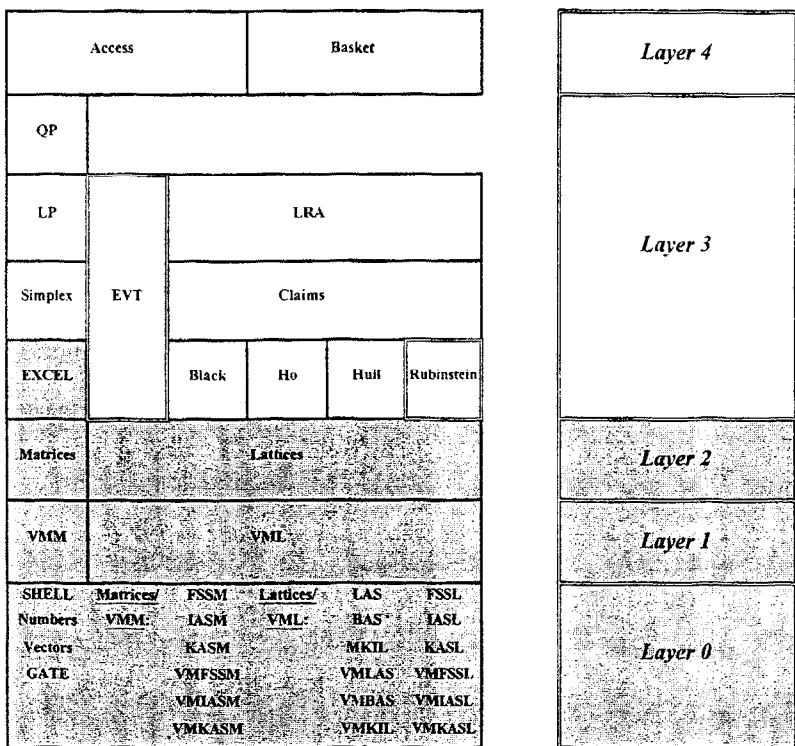 Access Basket Layer 4
QP
LP LRA Layer 3
Simplex EVT Claims
EXCEL Black Ho Hull Rubinstein
Matrices Lattices Layer 2
VMM VML Layer 1
SHELL Matrices/ FSSM Lattices/ LAS FSSL
Numbers VMM: IASM VML: BAS IASL
Vectors KASM MKIL KASL Layer 0
GATE VMFSSM VMLAS VMFSSL
VMIASM VMBAS VMIASL
VMKASM VMKIL VMKASL